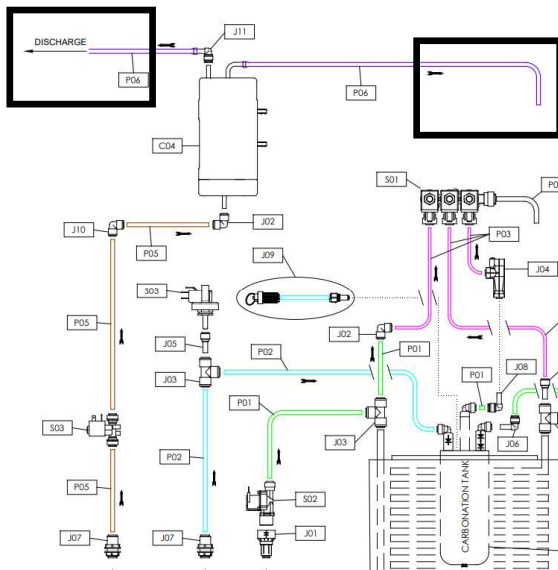 J11
DISCHARGE
P06
P06
C04
S01
P0
J02
J10
P05
P03
J09
J04
S03
P05
J02
J05
P02
P01
J08
P01
J03
P01
S03
J03
J06
P02
P05
S02
CARBONATION TANK
J07
J07
J01